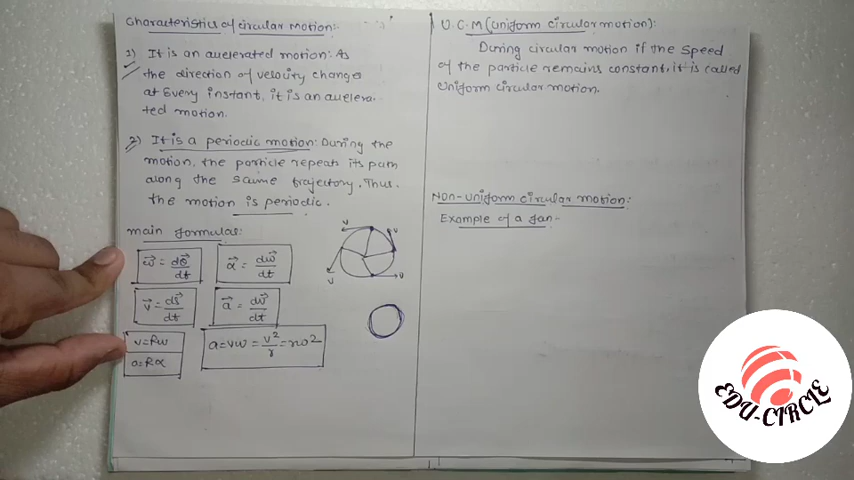 Characteristics of circular motion:
1) It is an accelerated motion: As
the direction of velocity changes
at Every instant, it is an accelera-
ted motion.
2) It is a periodic motion: During the
motion, the particle repeats its path
along the same trajectory. Thus.
the motion is periodic.
main formulas:
ω⃗ = dθ⃗/dt
α⃗ = dω⃗/dt
v⃗ = ds⃗/dt
a⃗ = dv⃗/dt
v=Rω
a=Rα
a=vω = v²/r = rω²
v
v
v
v
U.C.M (uniform circular motion):
During circular motion if the speed
of the particle remains constant, it is called
Uniform circular motion.
Non-uniform circular motion:
Example of a fan-
EDU-CIRCLE